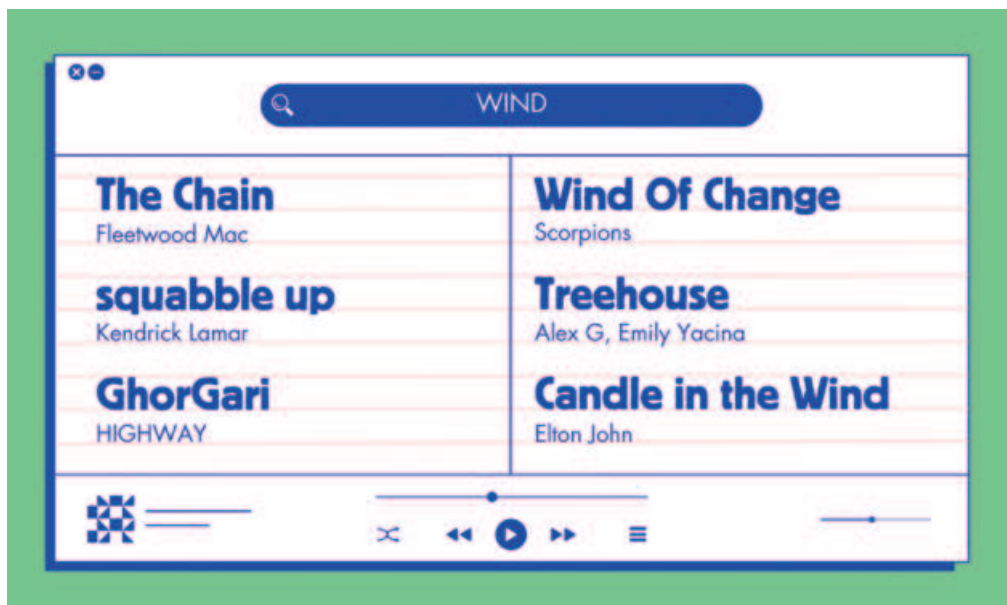 WIND
The Chain
Fleetwood Mac
squabble up
Kendrick Lamar
GhorGari
HIGHWAY
Wind Of Change
Scorpions
Treehouse
Alex G, Emily Yacina
Candle in the Wind
Elton John